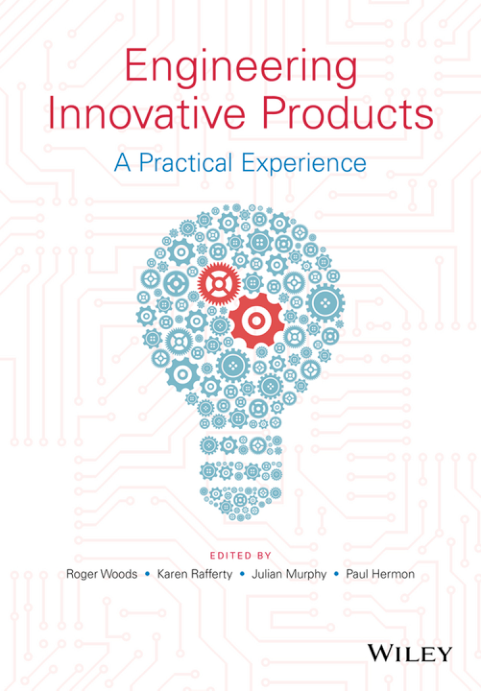 Engineering
Innovative Products
A Practical Experience
EDITED BY
Roger Woods • Karen Rafferty • Julian Murphy • Paul Hermon
WILEY